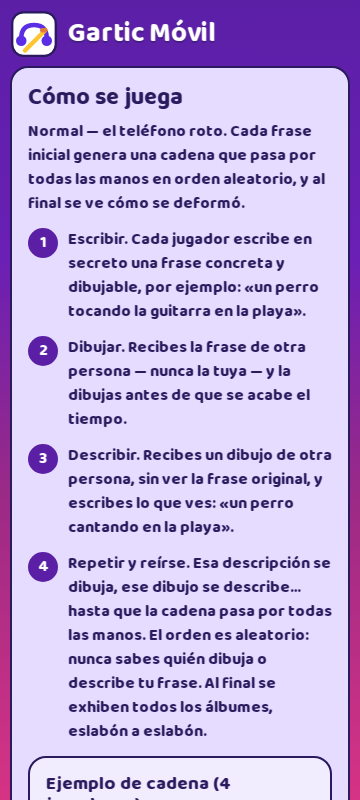 Gartic Móvil
Cómo se juega
Normal — el teléfono roto. Cada frase
inicial genera una cadena que pasa por
todas las manos en orden aleatorio, y al
final se ve cómo se deformó.
1
Escribir. Cada jugador escribe en
secreto una frase concreta y
dibujable, por ejemplo: «un perro
tocando la guitarra en la playa».
2
Dibujar. Recibes la frase de otra
persona — nunca la tuya — y la
dibujas antes de que se acabe el
tiempo.
3
Describir. Recibes un dibujo de otra
persona, sin ver la frase original, y
escribes lo que ves: «un perro
cantando en la playa».
4
Repetir y reírse. Esa descripción se
dibuja, ese dibujo se describe…
hasta que la cadena pasa por todas
las manos. El orden es aleatorio:
nunca sabes quién dibuja o
describe tu frase. Al final se
exhiben todos los álbumes,
eslabón a eslabón.
Ejemplo de cadena (4